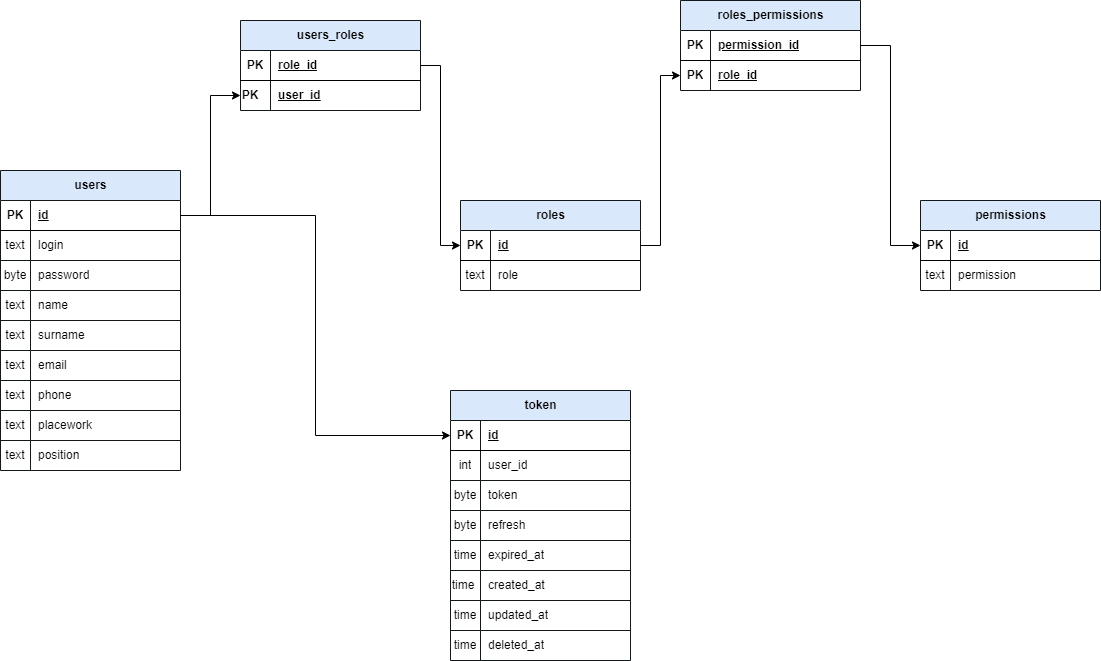 users_roles
PK role_id
PK user_id
roles_permissions
PK permission_id
PK role_id
users
PK id
text login
byte password
text name
text surname
text email
text phone
text placework
text position
roles
PK id
text role
permissions
PK id
text permission
token
PK id
int user_id
byte token
byte refresh
time expired_at
time created_at
time updated_at
time deleted_at